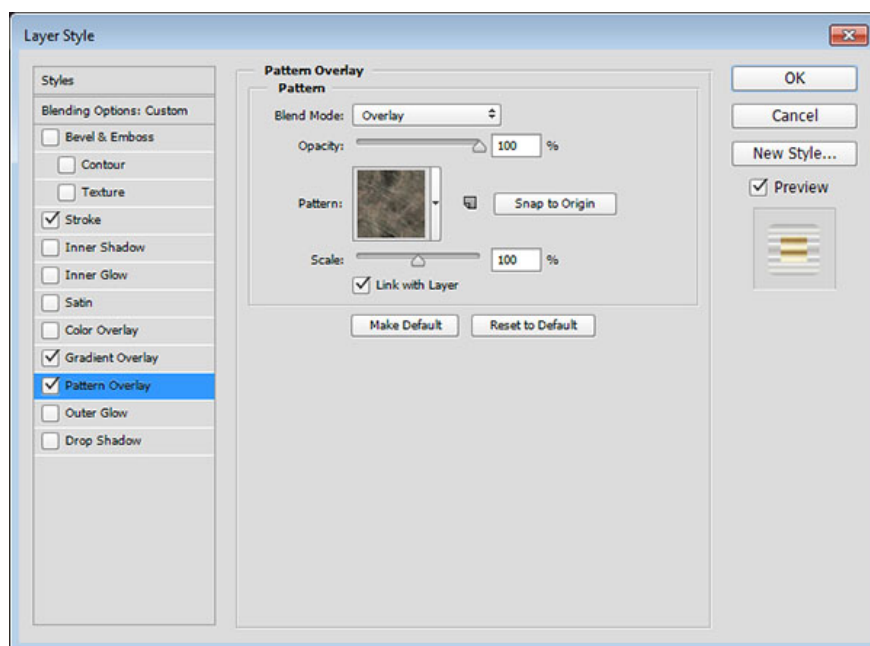 Layer Style
Styles
Blending Options: Custom
Bevel & Emboss
Contour
Texture
Stroke
Inner Shadow
Inner Glow
Satin
Color Overlay
Gradient Overlay
Pattern Overlay
Outer Glow
Drop Shadow
Pattern Overlay
Pattern
Blend Mode: Overlay
Opacity: 100 %
Pattern: Snap to Origin
Scale: 100 %
Link with Layer
Make Default Reset to Default
OK
Cancel
New Style...
Preview